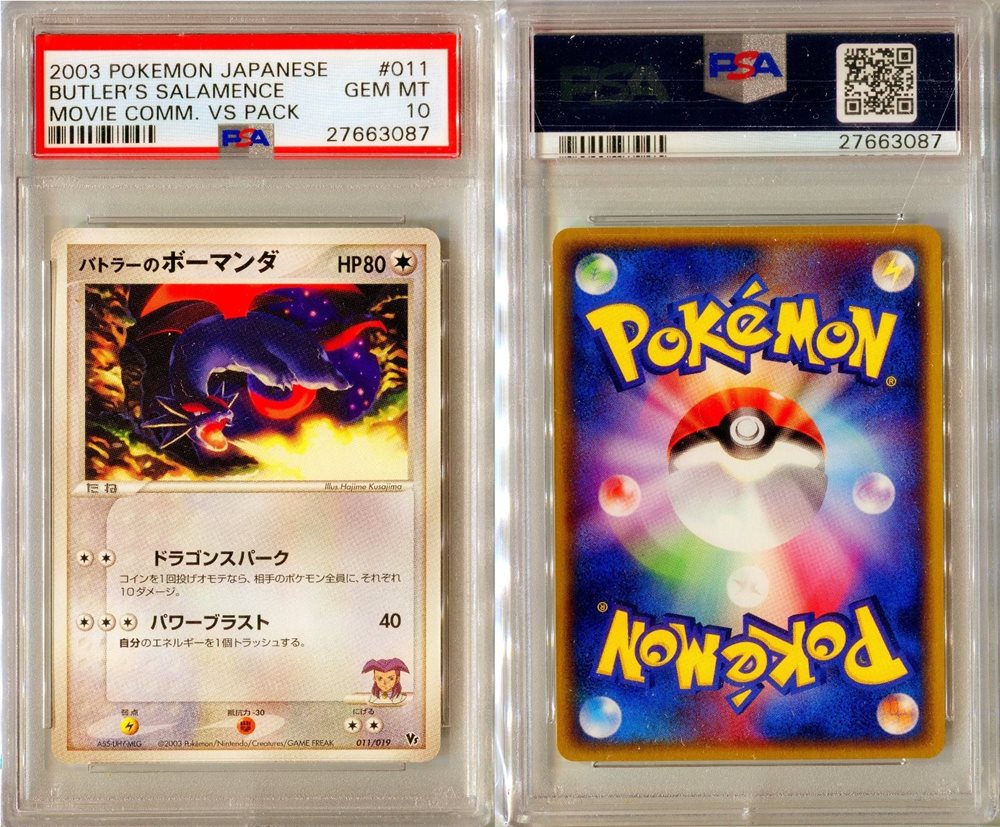 2003 POKEMON JAPANESE #011
BUTLER'S SALAMENCE GEM MT
MOVIE COMM. VS PACK 10
PSA 27663087
バトラーのボーマンダ HP80
たね Illus. Hajime Kusajima
ドラゴンスパーク
コインを1回投げオモテなら、相手のポケモン全員に、それぞれ
10ダメージ。
パワーブラスト 40
自分のエネルギーを1個トラッシュする。
弱点 抵抗力 -30 にげる
©2003 Pokémon/Nintendo/Creatures/GAME FREAK 011/019 Vs
PSA
PSA
27663087
POKéMON
®
®
POKéMON